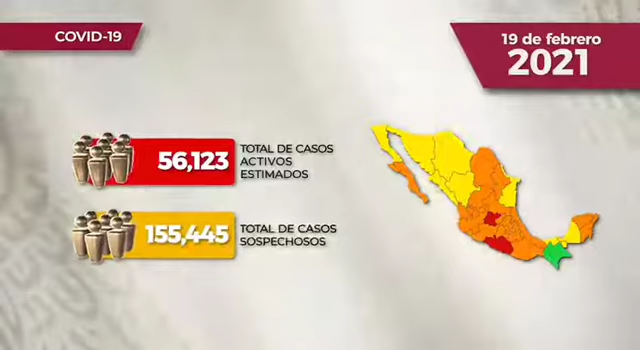 COVID-19
19 de febrero
2021
56,123
TOTAL DE CASOS
ACTIVOS
ESTIMADOS
155,445
TOTAL DE CASOS
SOSPECHOSOS